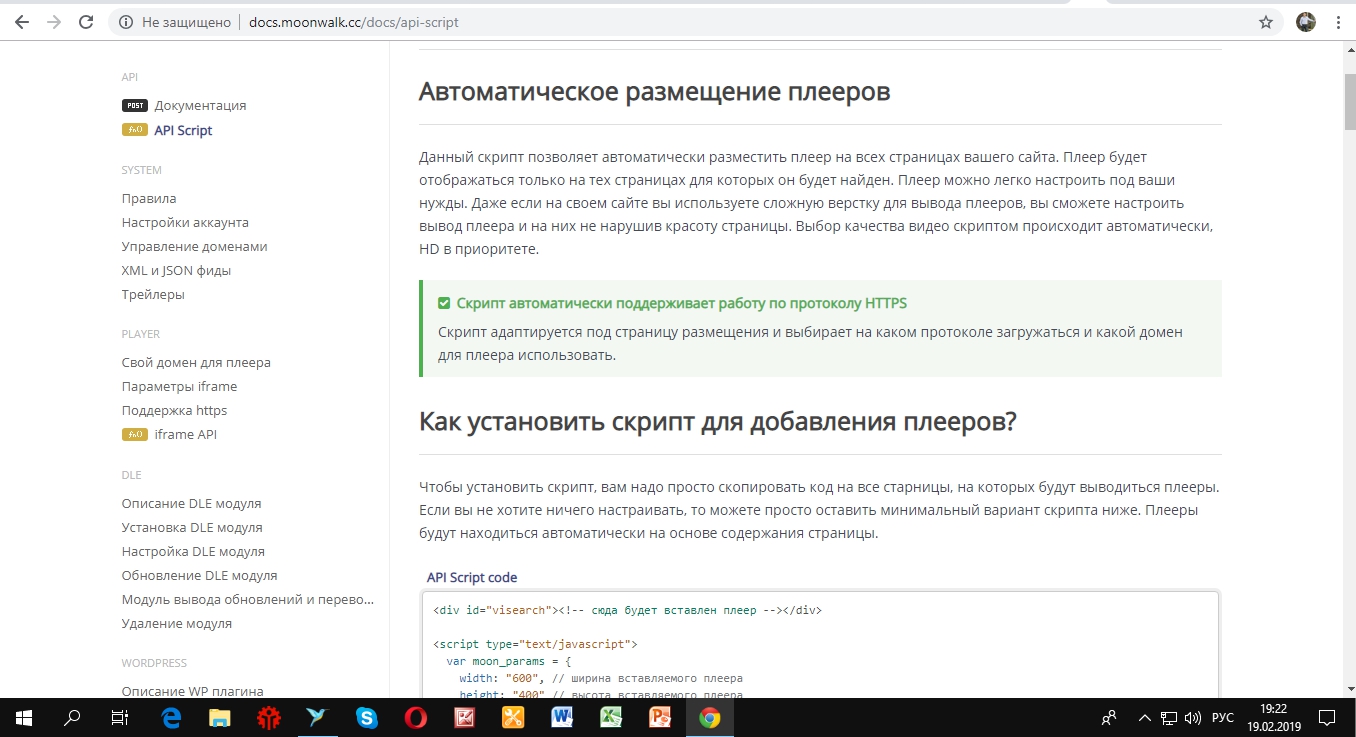 Не защищено
docs.moonwalk.cc/docs/api-script
API
POST Документация
API Script
SYSTEM
Правила
Настройки аккаунта
Управление доменами
XML и JSON фиды
Трейлеры
PLAYER
Свой домен для плеера
Параметры iframe
Поддержка https
iframe API
DLE
Описание DLE модуля
Установка DLE модуля
Настройка DLE модуля
Обновление DLE модуля
Модуль вывода обновлений и перево...
Удаление модуля
WORDPRESS
Описание WP плагина
Автоматическое размещение плееров
Данный скрипт позволяет автоматически разместить плеер на всех страницах вашего сайта. Плеер будет
отображаться только на тех страницах для которых он будет найден. Плеер можно легко настроить под ваши
нужды. Даже если на своем сайте вы используете сложную верстку для вывода плееров, вы сможете настроить
вывод плеера и на них не нарушив красоту страницы. Выбор качества видео скриптом происходит автоматически,
HD в приоритете.
Скрипт автоматически поддерживает работу по протоколу HTTPS
Скрипт адаптируется под страницу размещения и выбирает на каком протоколе загружаться и какой домен
для плеера использовать.
Как установить скрипт для добавления плееров?
Чтобы установить скрипт, вам надо просто скопировать код на все старницы, на которых будут выводиться плееры.
Если вы не хотите ничего настраивать, то можете просто оставить минимальный вариант скрипта ниже. Плееры
будут находиться автоматически на основе содержания страницы.
API Script code
<div id="visearch"><!-- сюда будет вставлен плеер --></div>
<script type="text/javascript">
var moon_params = {
width: "600", // ширина вставляемого плеера
height: "400" // высота вставляемого плеера
РУС
19:22
19.02.2019